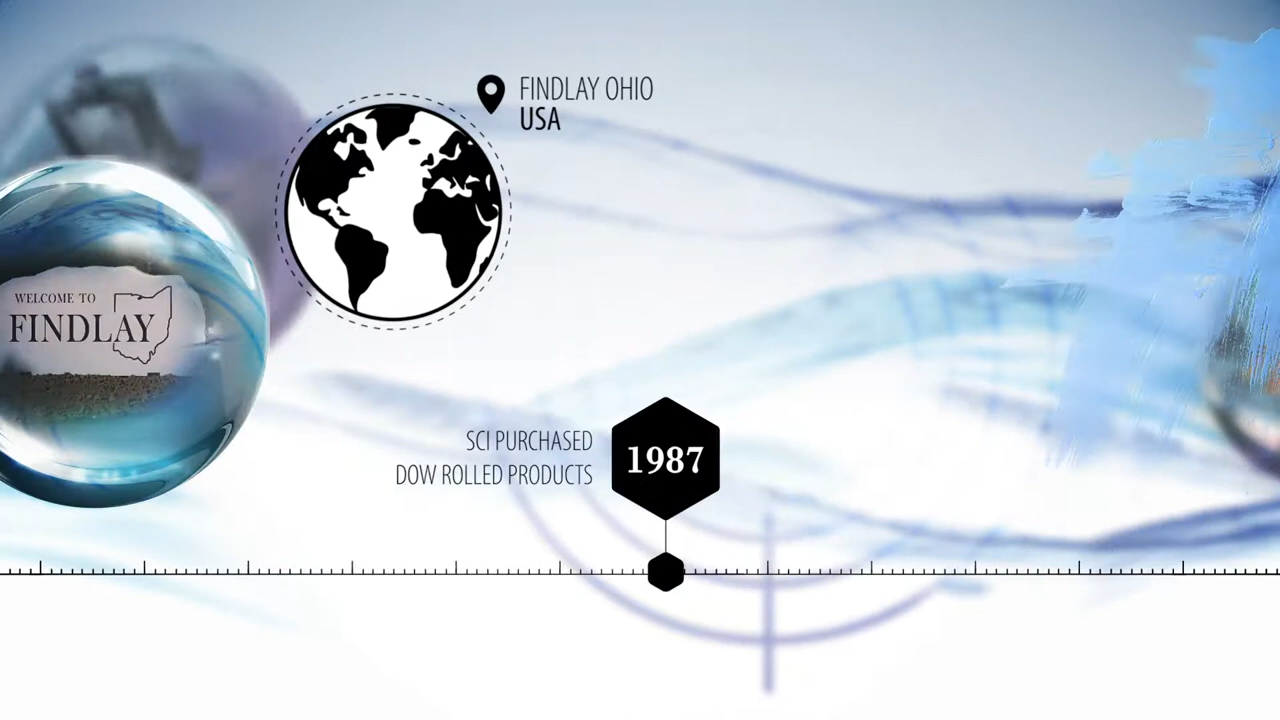 FINDLAY OHIO
USA
WELCOME TO
FINDLAY
SCI PURCHASED
DOW ROLLED PRODUCTS
1987